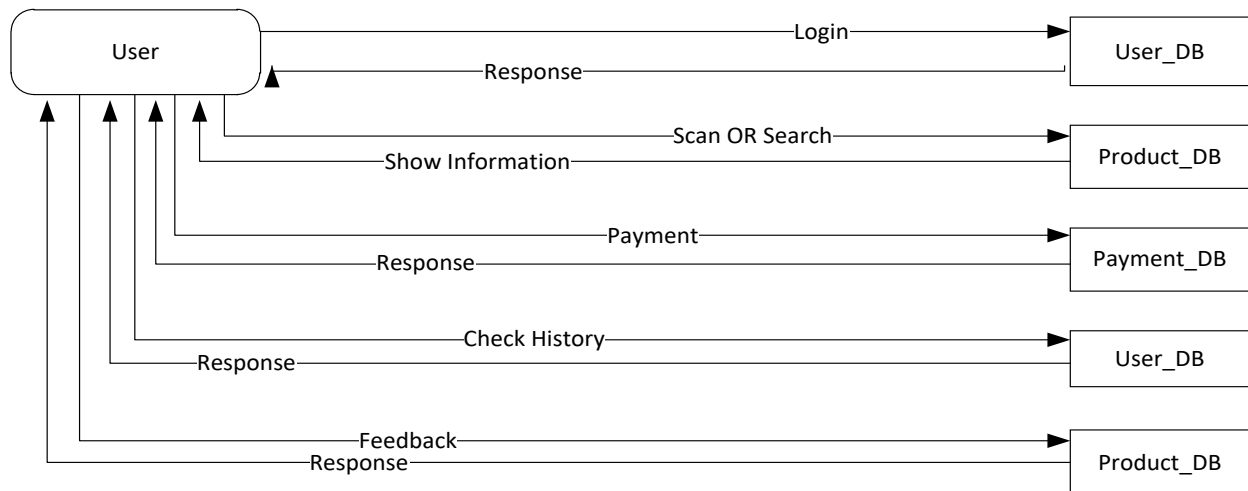 User
Login
User_DB
Response
Scan OR Search
Product_DB
Show Information
Payment
Payment_DB
Response
Check History
User_DB
Response
Feedback
Product_DB
Response